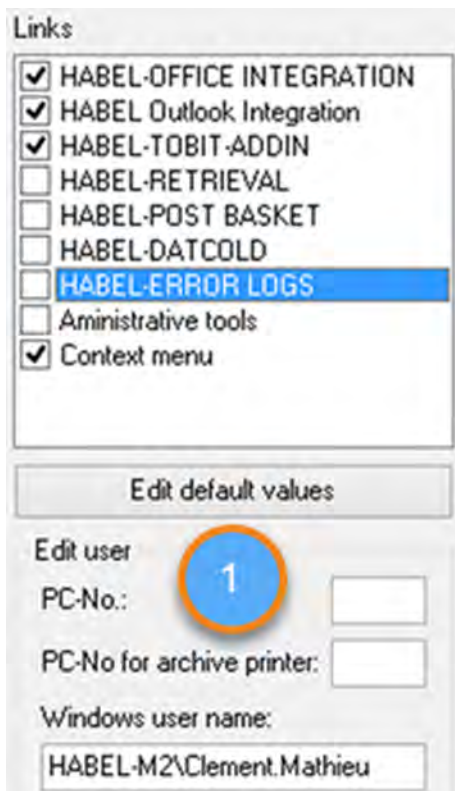 Links
HABEL-OFFICE INTEGRATION
HABEL Outlook Integration
HABEL-TOBIT-ADDIN
HABEL-RETRIEVAL
HABEL-POST BASKET
HABEL-DATCOLD
HABEL-ERROR LOGS
Aministrative tools
Context menu
Edit default values
Edit user
1
PC-No.:
PC-No for archive printer:
Windows user name:
HABEL-M2\Clement.Mathieu